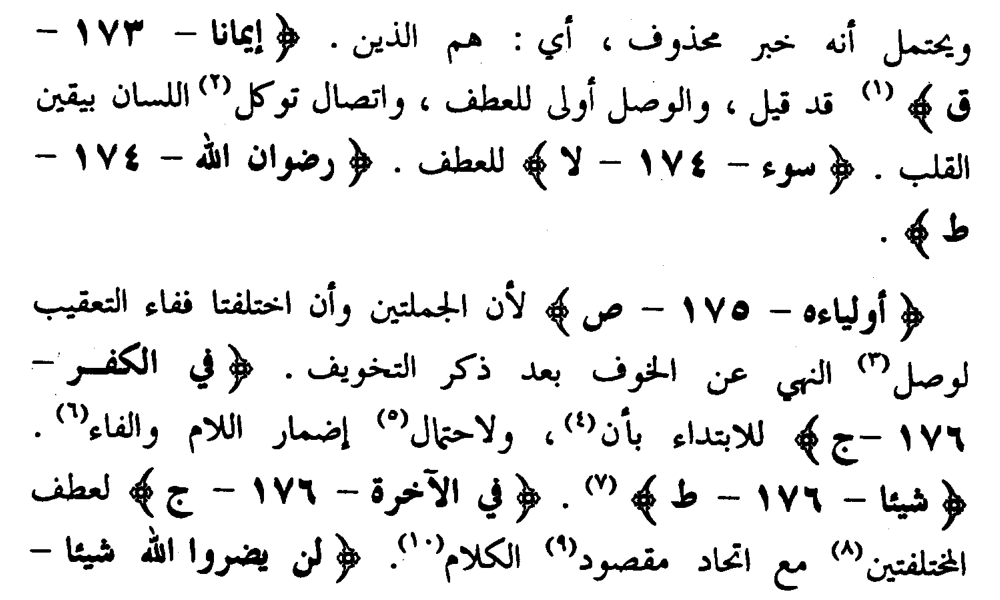 ويحتمل أنه خبر محذوف ، أي : هم الذين . ﴿ إيمانا – ١٧٣ –
ق ﴾ (١) قد قيل ، والوصل أولى للعطف ، واتصال توكل(٢) اللسان بيقين
القلب . ﴿ سوء – ١٧٤ – لا ﴾ للعطف . ﴿ رضوان الله – ١٧٤ –
ط ﴾ .
﴿ أولياءه – ١٧٥ – ص ﴾ لأن الجملتين وأن اختلفتا ففاء التعقيب
لوصل(٣) النهي عن الخوف بعد ذكر التخويف . ﴿ في الكفــر –
١٧٦ –ج ﴾ للابتداء بأن(٤) ، ولاحتمال(٥) إضمار اللام والفاء(٦) .
﴿ شيئا – ١٧٦ – ط ﴾ (٧) . ﴿ في الآخرة – ١٧٦ – ج ﴾ لعطف
المختلفتين(٨) مع اتحاد مقصود(٩) الكلام(١٠). ﴿ لن يضروا الله شيئا –